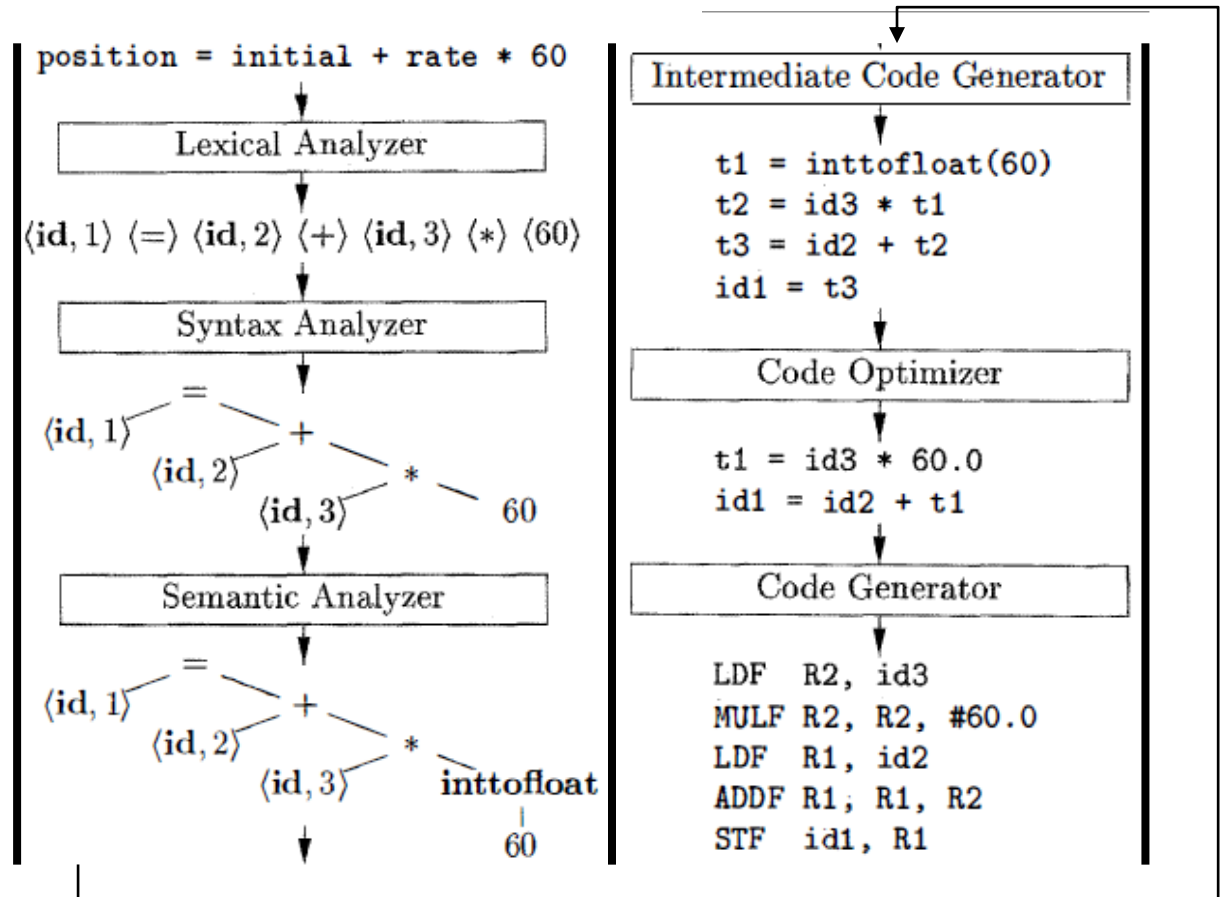 position = initial + rate * 60
Lexical Analyzer
⟨id, 1⟩ ⟨=⟩ ⟨id, 2⟩ ⟨+⟩ ⟨id, 3⟩ ⟨*⟩ ⟨60⟩
Syntax Analyzer
=
⟨id, 1⟩ +
⟨id, 2⟩ *
⟨id, 3⟩ 60
Semantic Analyzer
=
⟨id, 1⟩ +
⟨id, 2⟩ *
⟨id, 3⟩ inttofloat
60
Intermediate Code Generator
t1 = inttofloat(60)
t2 = id3 * t1
t3 = id2 + t2
id1 = t3
Code Optimizer
t1 = id3 * 60.0
id1 = id2 + t1
Code Generator
LDF R2, id3
MULF R2, R2, #60.0
LDF R1, id2
ADDF R1, R1, R2
STF id1, R1